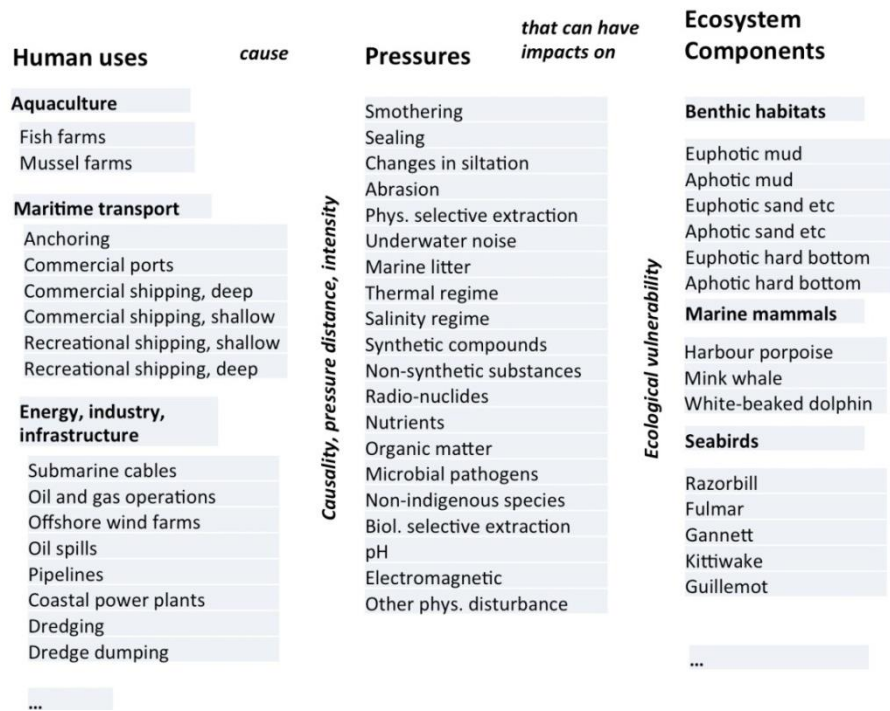 Human uses
cause
Pressures
that can have
impacts on
Ecosystem
Components
Aquaculture
Fish farms
Mussel farms
Maritime transport
Anchoring
Commercial ports
Commercial shipping, deep
Commercial shipping, shallow
Recreational shipping, shallow
Recreational shipping, deep
Energy, industry,
infrastructure
Submarine cables
Oil and gas operations
Offshore wind farms
Oil spills
Pipelines
Coastal power plants
Dredging
Dredge dumping
...
Causality, pressure distance, intensity
Smothering
Sealing
Changes in siltation
Abrasion
Phys. selective extraction
Underwater noise
Marine litter
Thermal regime
Salinity regime
Synthetic compounds
Non-synthetic substances
Radio-nuclides
Nutrients
Organic matter
Microbial pathogens
Non-indigenous species
Biol. selective extraction
pH
Electromagnetic
Other phys. disturbance
Ecological vulnerability
Benthic habitats
Euphotic mud
Aphotic mud
Euphotic sand etc
Aphotic sand etc
Euphotic hard bottom
Aphotic hard bottom
Marine mammals
Harbour porpoise
Mink whale
White-beaked dolphin
Seabirds
Razorbill
Fulmar
Gannett
Kittiwake
Guillemot
...